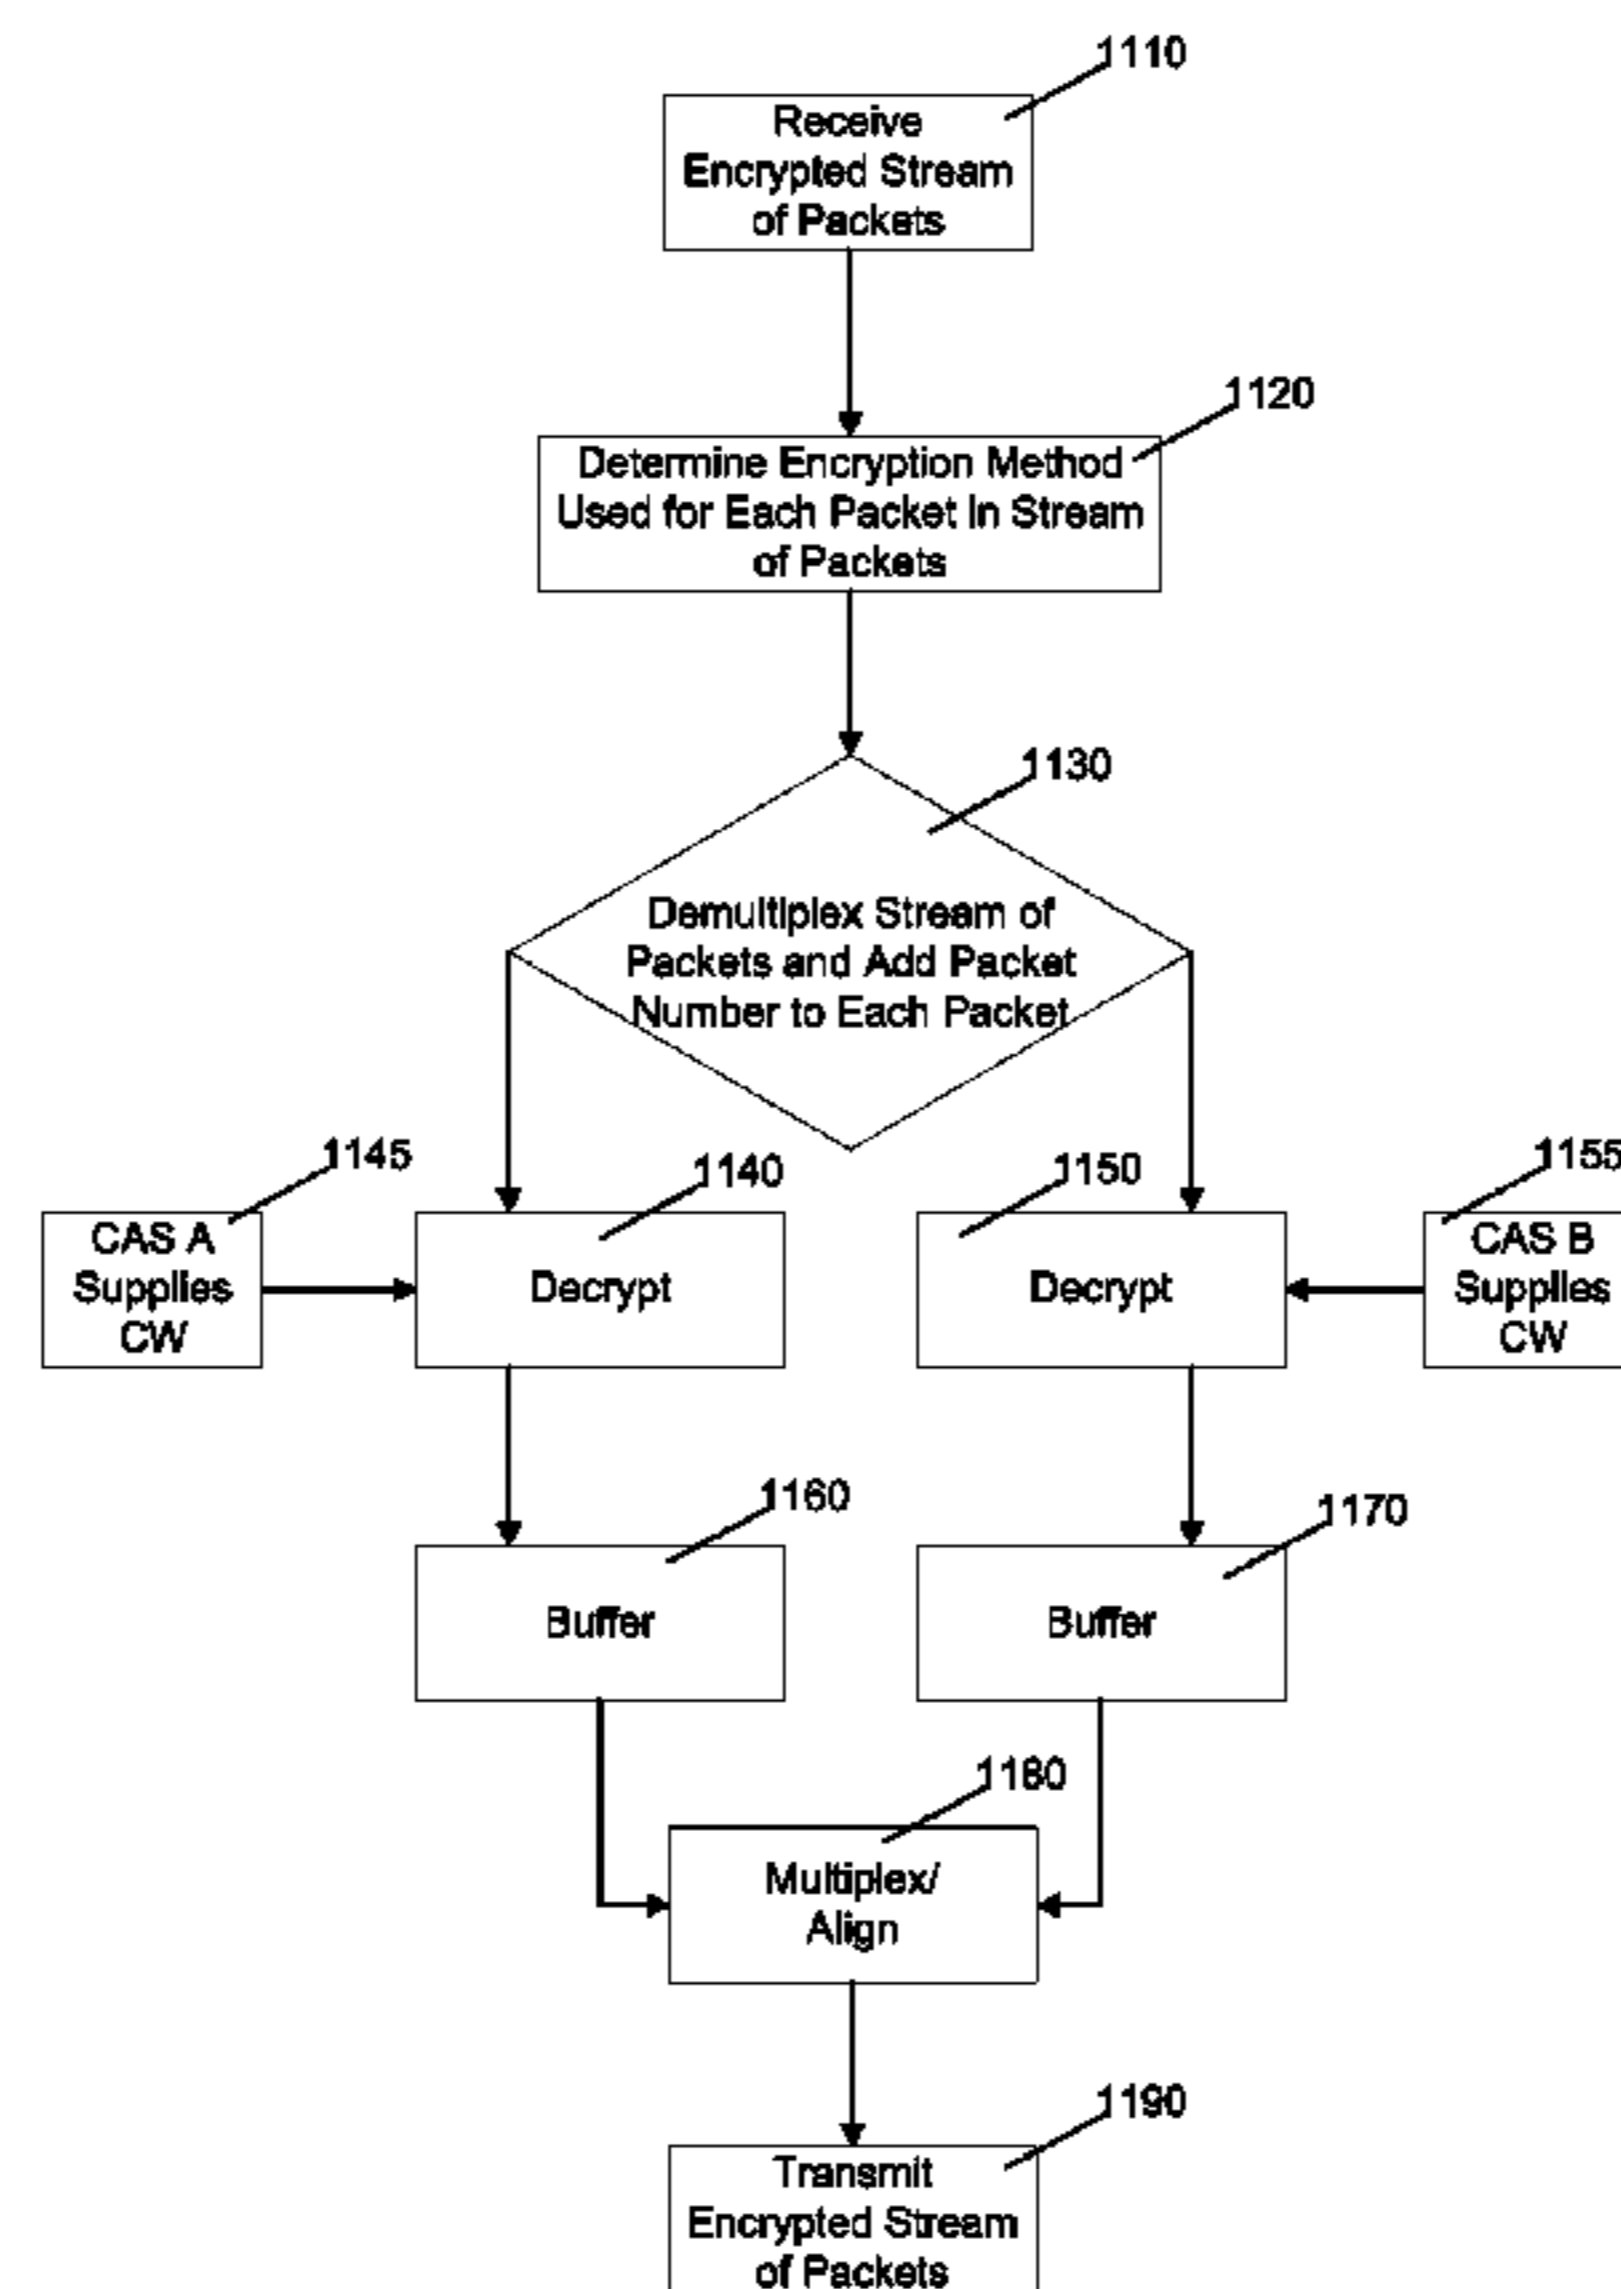 1110
Receive
Encrypted Stream
of Packets
1120
Determine Encryption Method
Used for Each Packet in Stream
of Packets
1130
Demultiplex Stream of
Packets and Add Packet
Number to Each Packet
1145
CAS A
Supplies
CW
1140
Decrypt
1150
Decrypt
1155
CAS B
Supplies
CW
1160
Buffer
1170
Buffer
1180
Multiplex/
Align
1190
Transmit
Encrypted Stream
of Packets